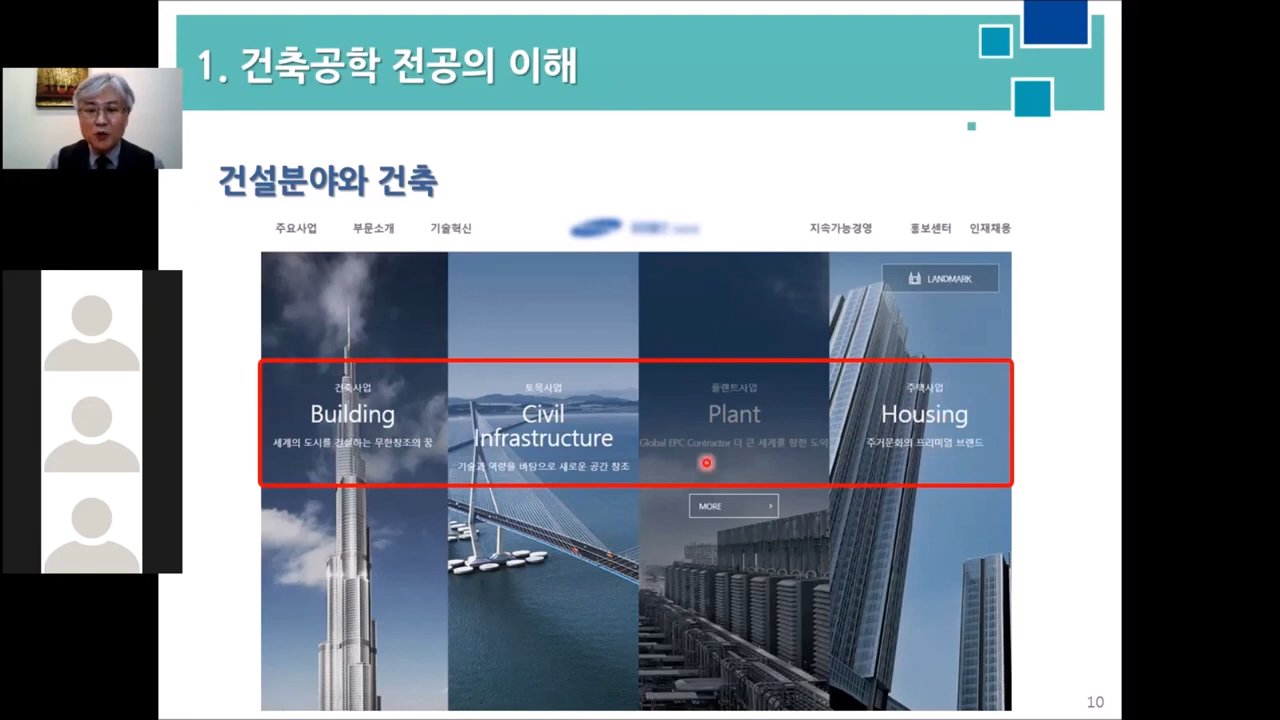 1. 건축공학 전공의 이해
건설분야와 건축
주요사업 부문소개 기술혁신 지속가능경영 홍보센터 인재채용
LANDMARK
건축사업
Building
세계의 도시를 건설하는 무한창조의 꿈
토목사업
Civil
Infrastructure
기술과 역량을 바탕으로 새로운 공간 창조
플랜트사업
Plant
Global EPC Contractor 더 큰 세계를 향한 도약
MORE
주택사업
Housing
주거문화의 프리미엄 브랜드
10